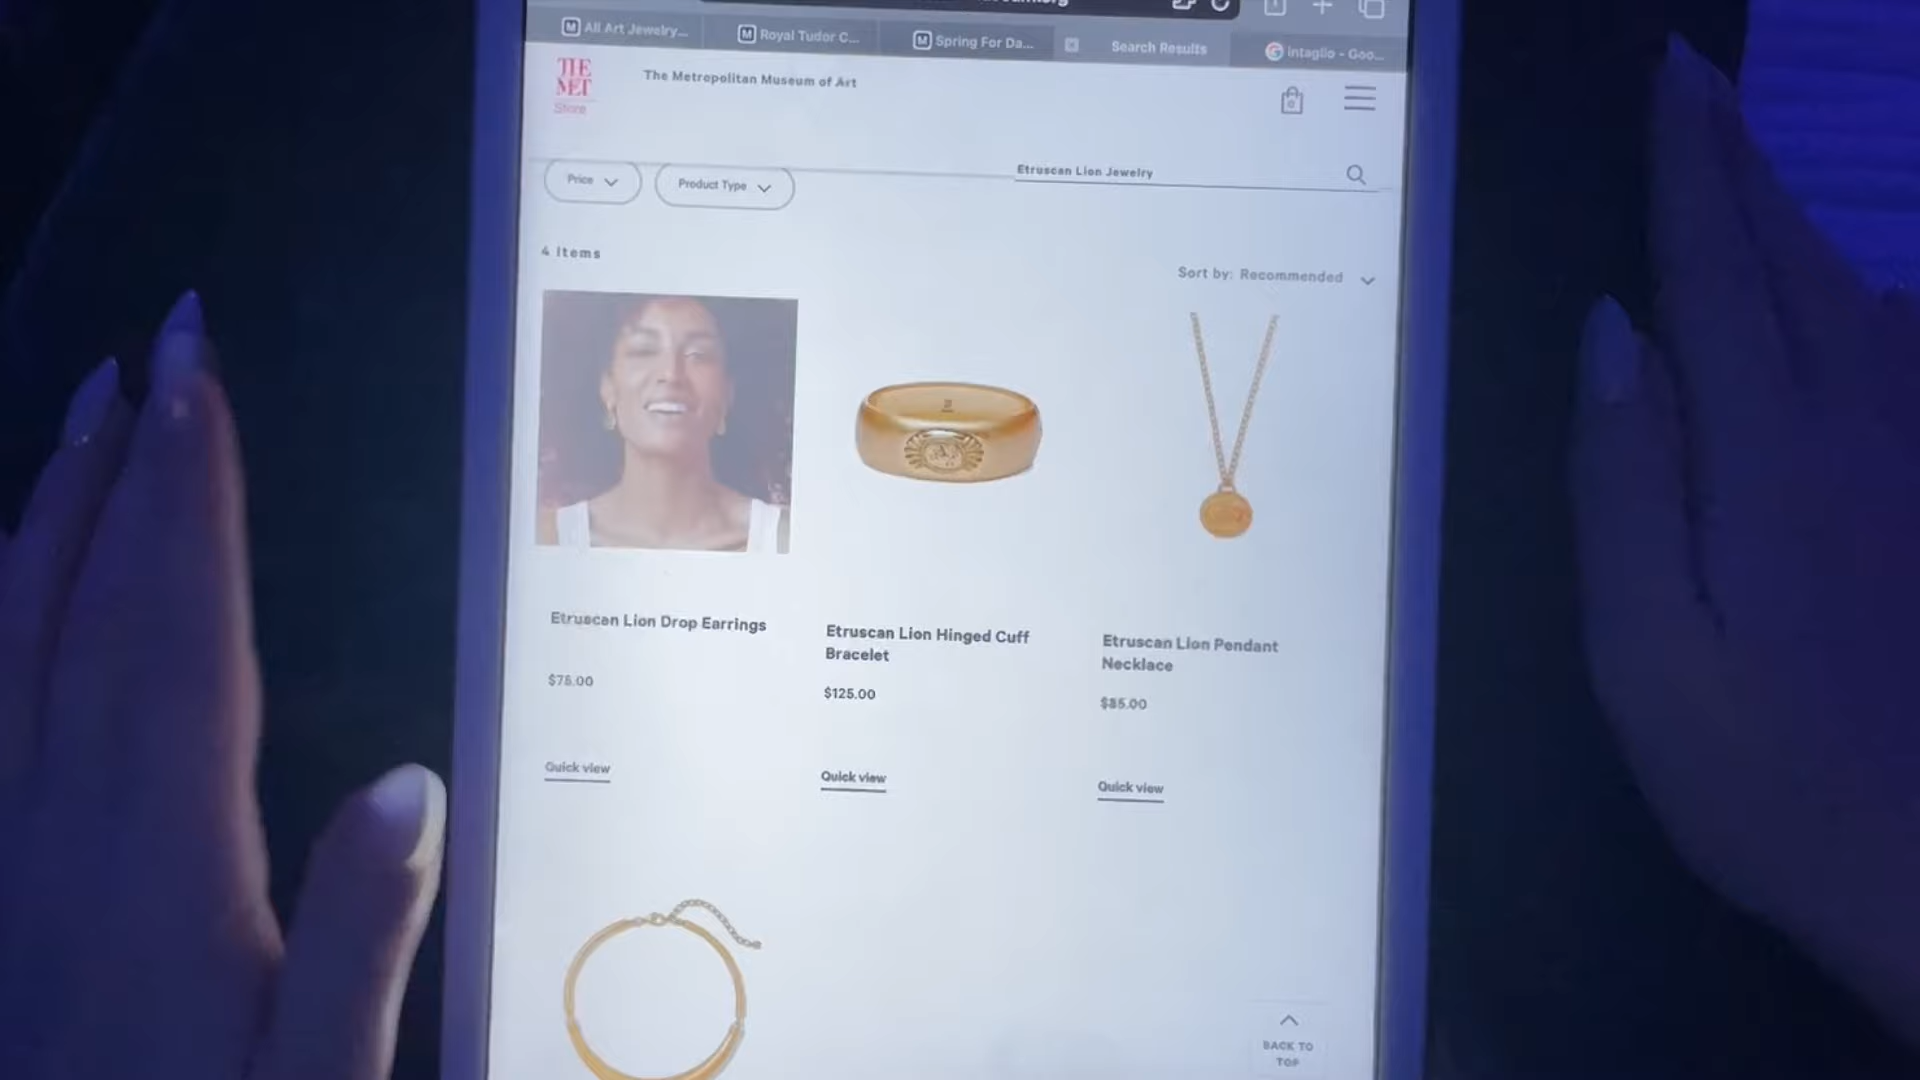 All Art Jewelry...
Royal Tudor C...
Spring For Da...
Search Results
intaglio - Goo...
THE
MET
Store
The Metropolitan Museum of Art
0
Etruscan Lion Jewelry
Price
Product Type
4 Items
Sort by: Recommended
Etruscan Lion Drop Earrings
$75.00
Quick view
Etruscan Lion Hinged Cuff
Bracelet
$125.00
Quick view
Etruscan Lion Pendant
Necklace
$85.00
Quick view
BACK TO
TOP